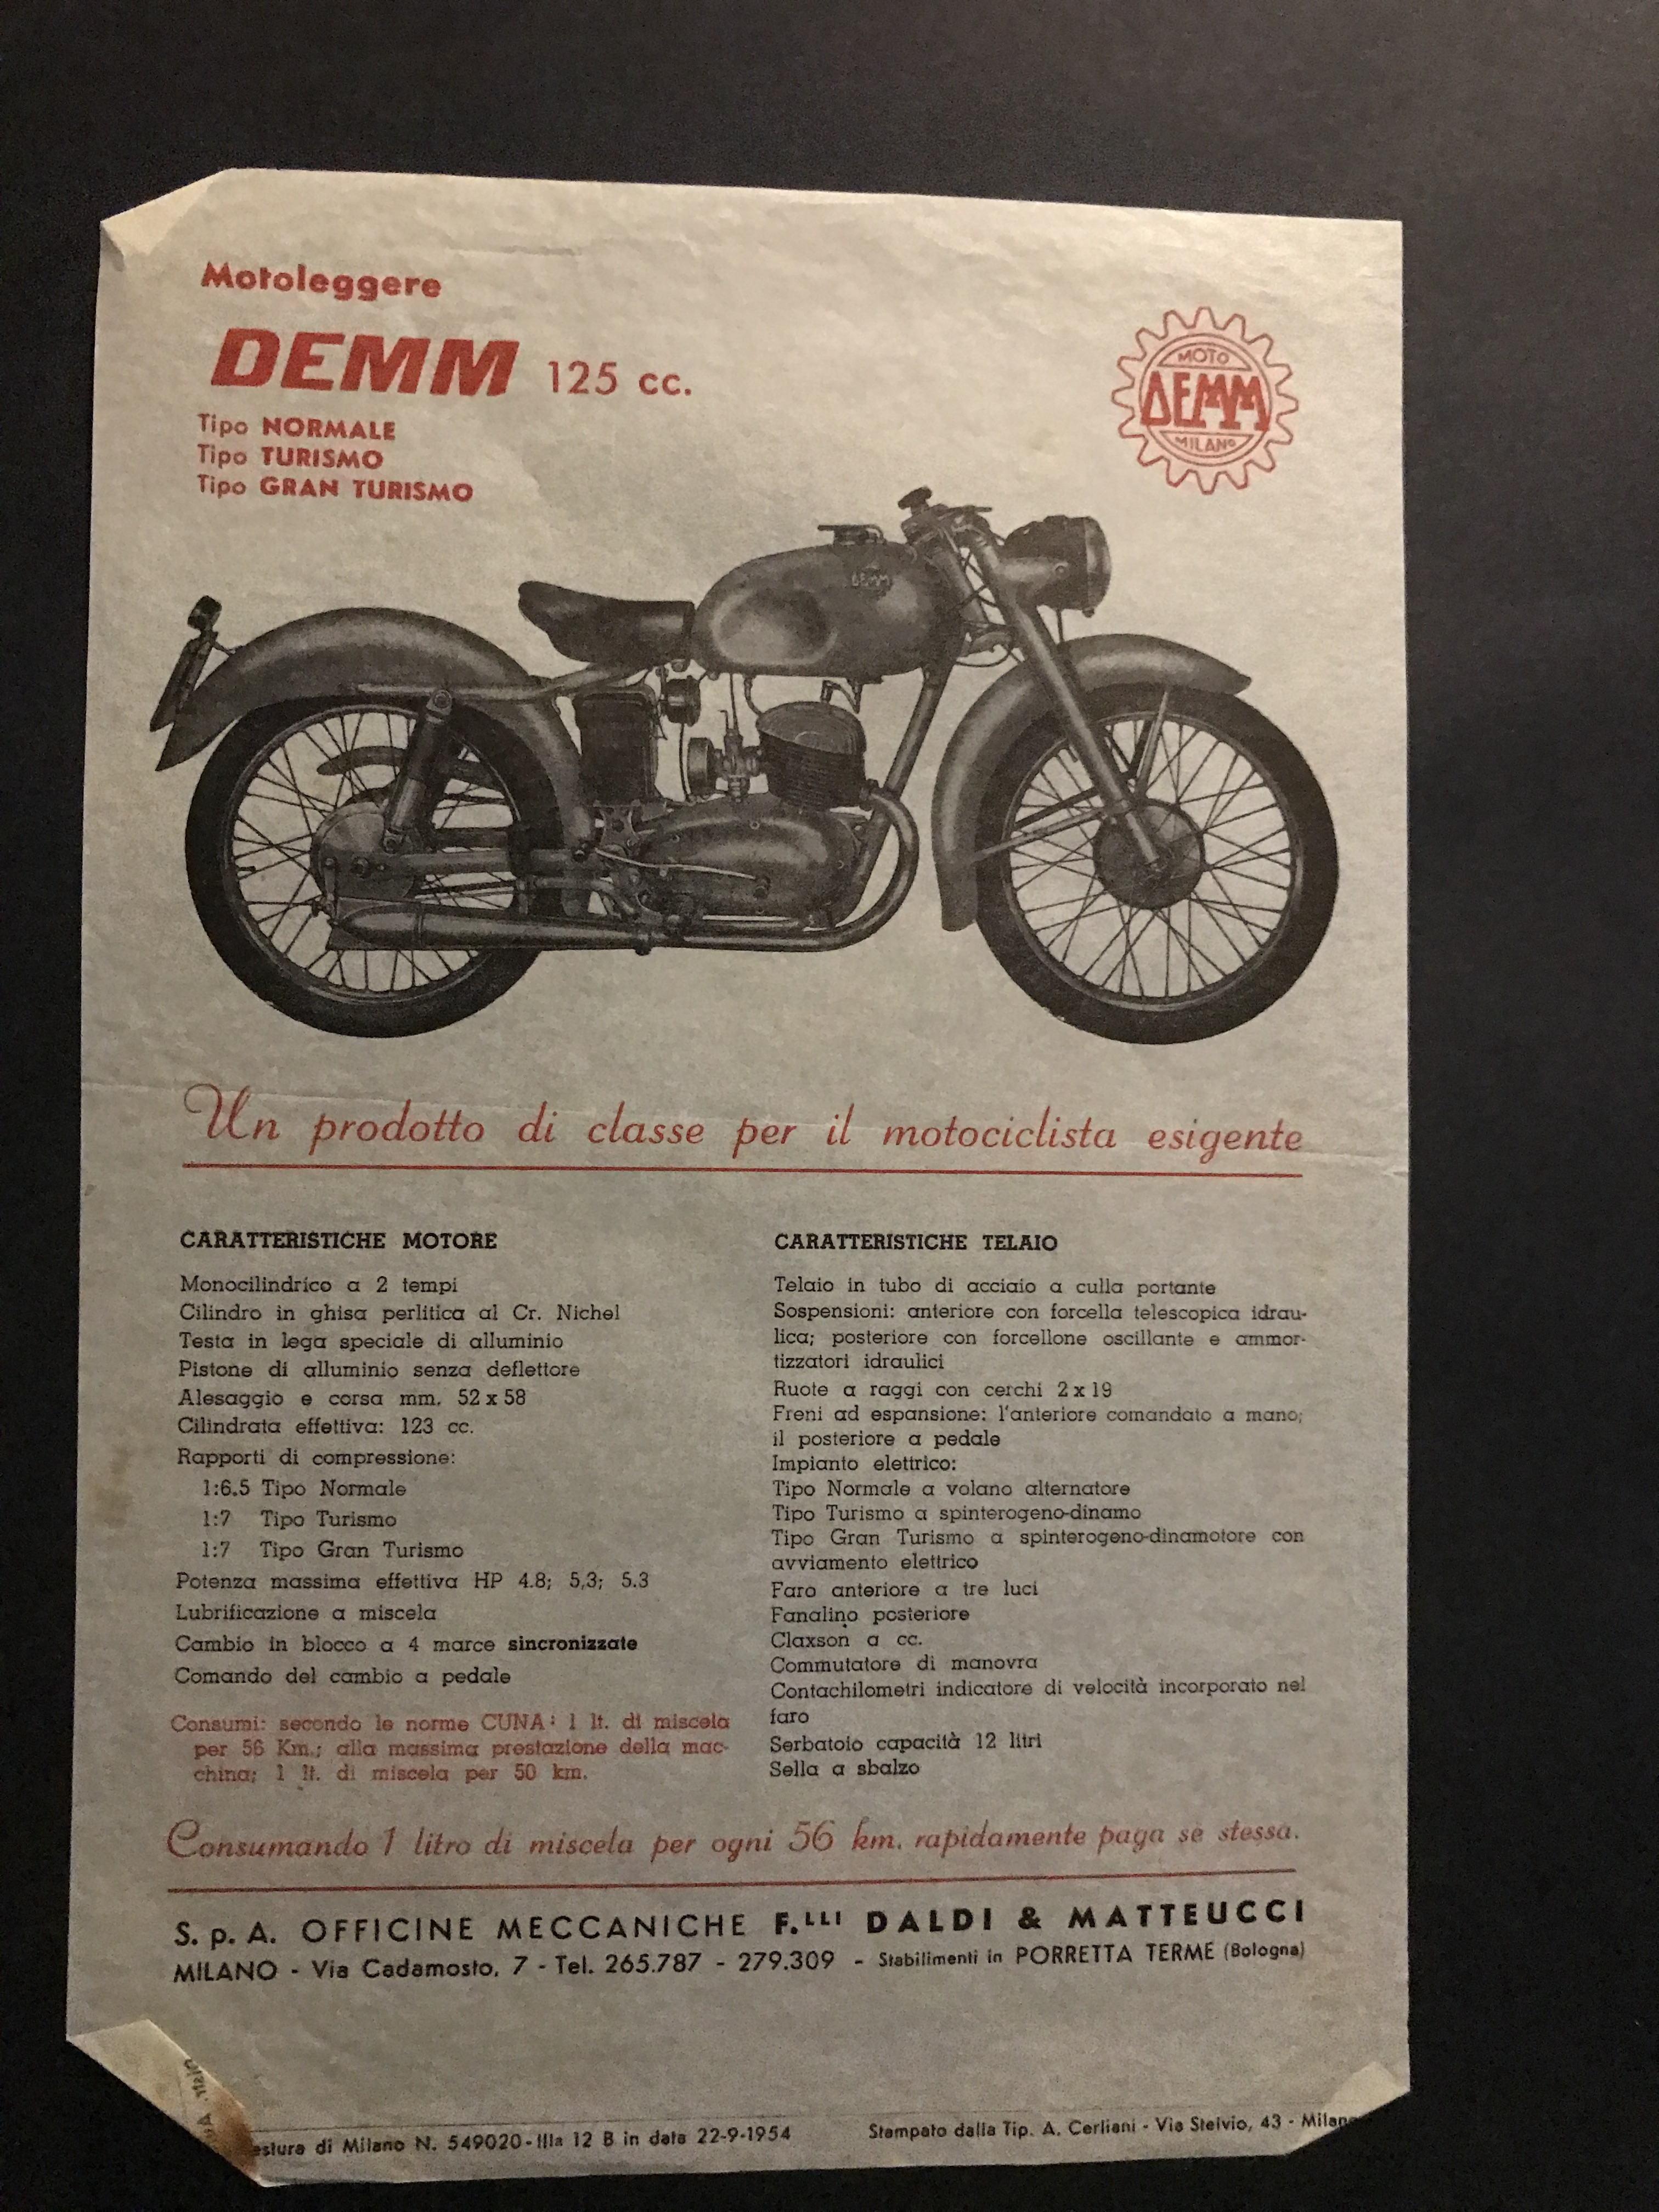 Motoleggere
DEMM 125 cc.
Tipo NORMALE
Tipo TURISMO
Tipo GRAN TURISMO
MOTO
DEMM
MILANO
DEMM
Un prodotto di classe per il motociclista esigente
CARATTERISTICHE MOTORE
Monocilindrico a 2 tempi
Cilindro in ghisa perlitica al Cr. Nichel
Testa in lega speciale di alluminio
Pistone di alluminio senza deflettore
Alesaggio e corsa mm. 52 x 58
Cilindrata effettiva: 123 cc.
Rapporti di compressione:
1:6.5 Tipo Normale
1:7 Tipo Turismo
1:7 Tipo Gran Turismo
Potenza massima effettiva HP 4.8; 5,3; 5.3
Lubrificazione a miscela
Cambio in blocco a 4 marce sincronizzate
Comando del cambio a pedale
Consumi: secondo le norme CUNA: 1 lt. di miscela
per 56 Km.; alla massima prestazione della mac-
china; 1 lt. di miscela per 50 km.
CARATTERISTICHE TELAIO
Telaio in tubo di acciaio a culla portante
Sospensioni: anteriore con forcella telescopica idrau-
lica; posteriore con forcellone oscillante e ammor-
tizzatori idraulici
Ruote a raggi con cerchi 2 x 19
Freni ad espansione: l'anteriore comandato a mano;
il posteriore a pedale
Impianto elettrico:
Tipo Normale a volano alternatore
Tipo Turismo a spinterogeno-dinamo
Tipo Gran Turismo a spinterogeno-dinamotore con
avviamento elettrico
Faro anteriore a tre luci
Fanalino posteriore
Claxson a cc.
Commutatore di manovra
Contachilometri indicatore di velocità incorporato nel
faro
Serbatoio capacità 12 litri
Sella a sbalzo
Consumando 1 litro di miscela per ogni 56 km. rapidamente paga se stessa.
S. p. A. OFFICINE MECCANICHE F.LLI DALDI & MATTEUCCI
MILANO - Via Cadamosto, 7 - Tel. 265.787 - 279.309 - Stabilimenti in PORRETTA TERME (Bologna)
estura di Milano N. 549020-IIIa 12 B in data 22-9-1954
Stampato dalla Tip. A. Cerliani - Via Stelvio, 43 - Milano